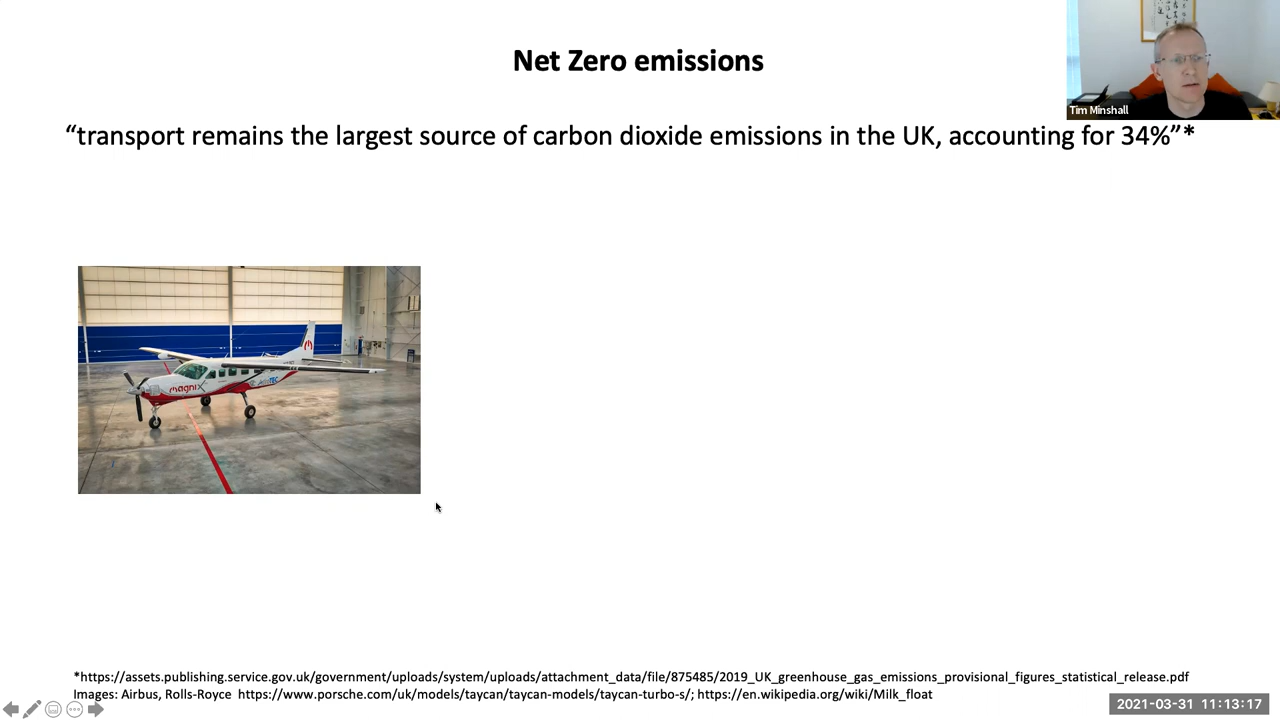 Net Zero emissions
Tim Minshall
“transport remains the largest source of carbon dioxide emissions in the UK, accounting for 34%”*
magniX
*https://assets.publishing.service.gov.uk/government/uploads/system/uploads/attachment_data/file/875485/2019_UK_greenhouse_gas_emissions_provisional_figures_statistical_release.pdf
Images: Airbus, Rolls-Royce https://www.porsche.com/uk/models/taycan/taycan-models/taycan-turbo-s/; https://en.wikipedia.org/wiki/Milk_float
2021-03-31 11:13:17